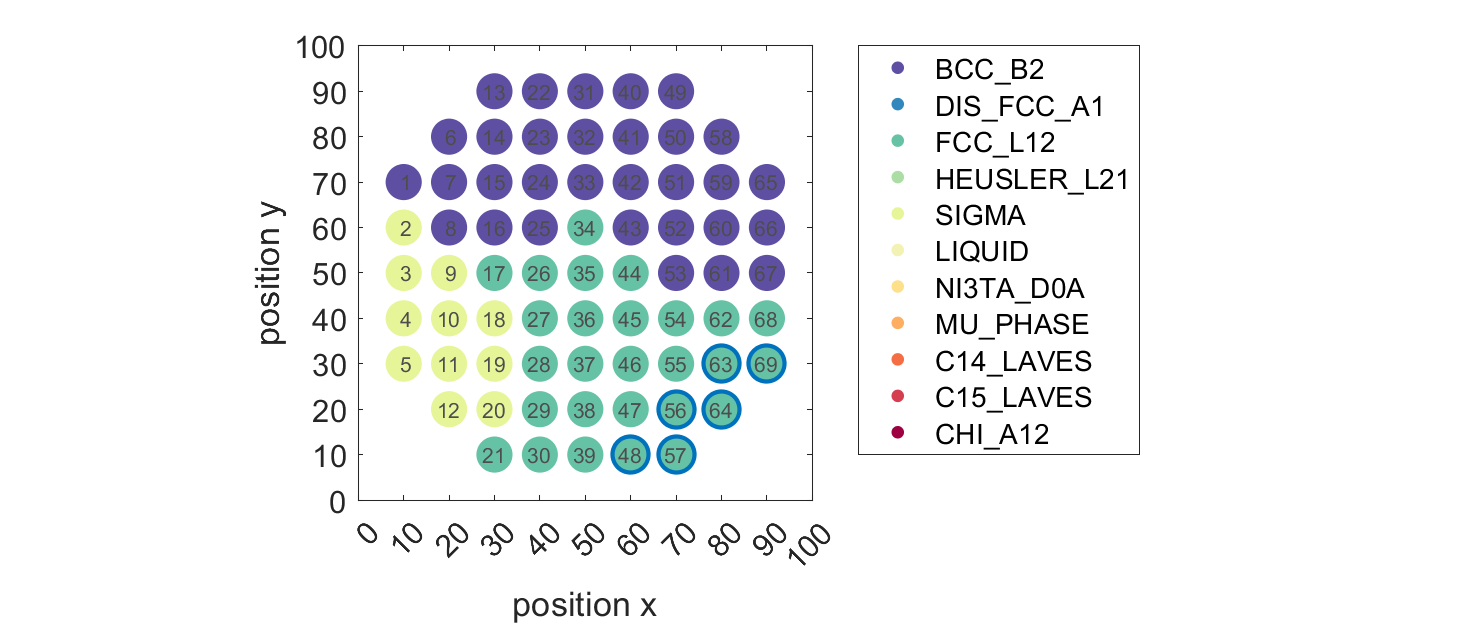 100
90
80
70
60
50
40
30
20
10
0
position y
13 22 31 40 49
6 14 23 32 41 50 58
1 7 15 24 33 42 51 59 65
2 8 16 25 34 43 52 60 66
3 9 17 26 35 44 53 61 67
4 10 18 27 36 45 54 62 68
5 11 19 28 37 46 55 63 69
12 20 29 38 47 56 64
21 30 39 48 57
0 10 20 30 40 50 60 70 80 90 100
position x
BCC_B2
DIS_FCC_A1
FCC_L12
HEUSLER_L21
SIGMA
LIQUID
NI3TA_D0A
MU_PHASE
C14_LAVES
C15_LAVES
CHI_A12